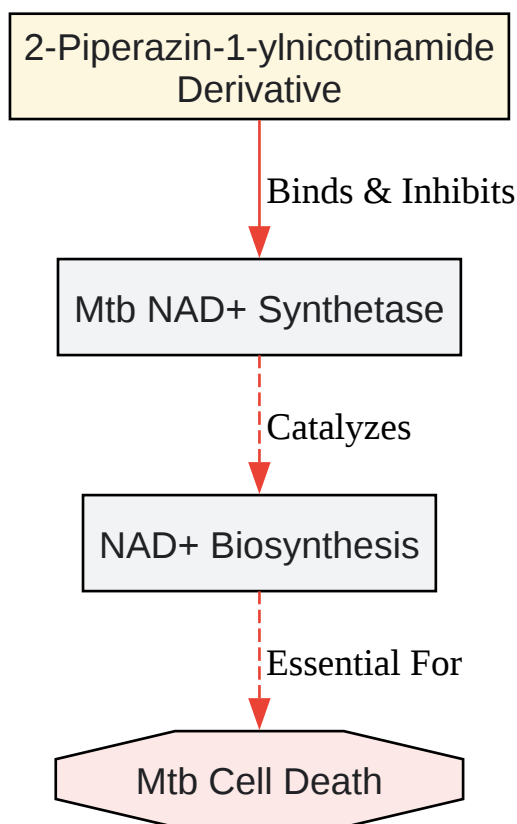 2-Piperazin-1-ylnicotinamide
Derivative
Binds & Inhibits
Mtb NAD+ Synthetase
Catalyzes
NAD+ Biosynthesis
Essential For
Mtb Cell Death